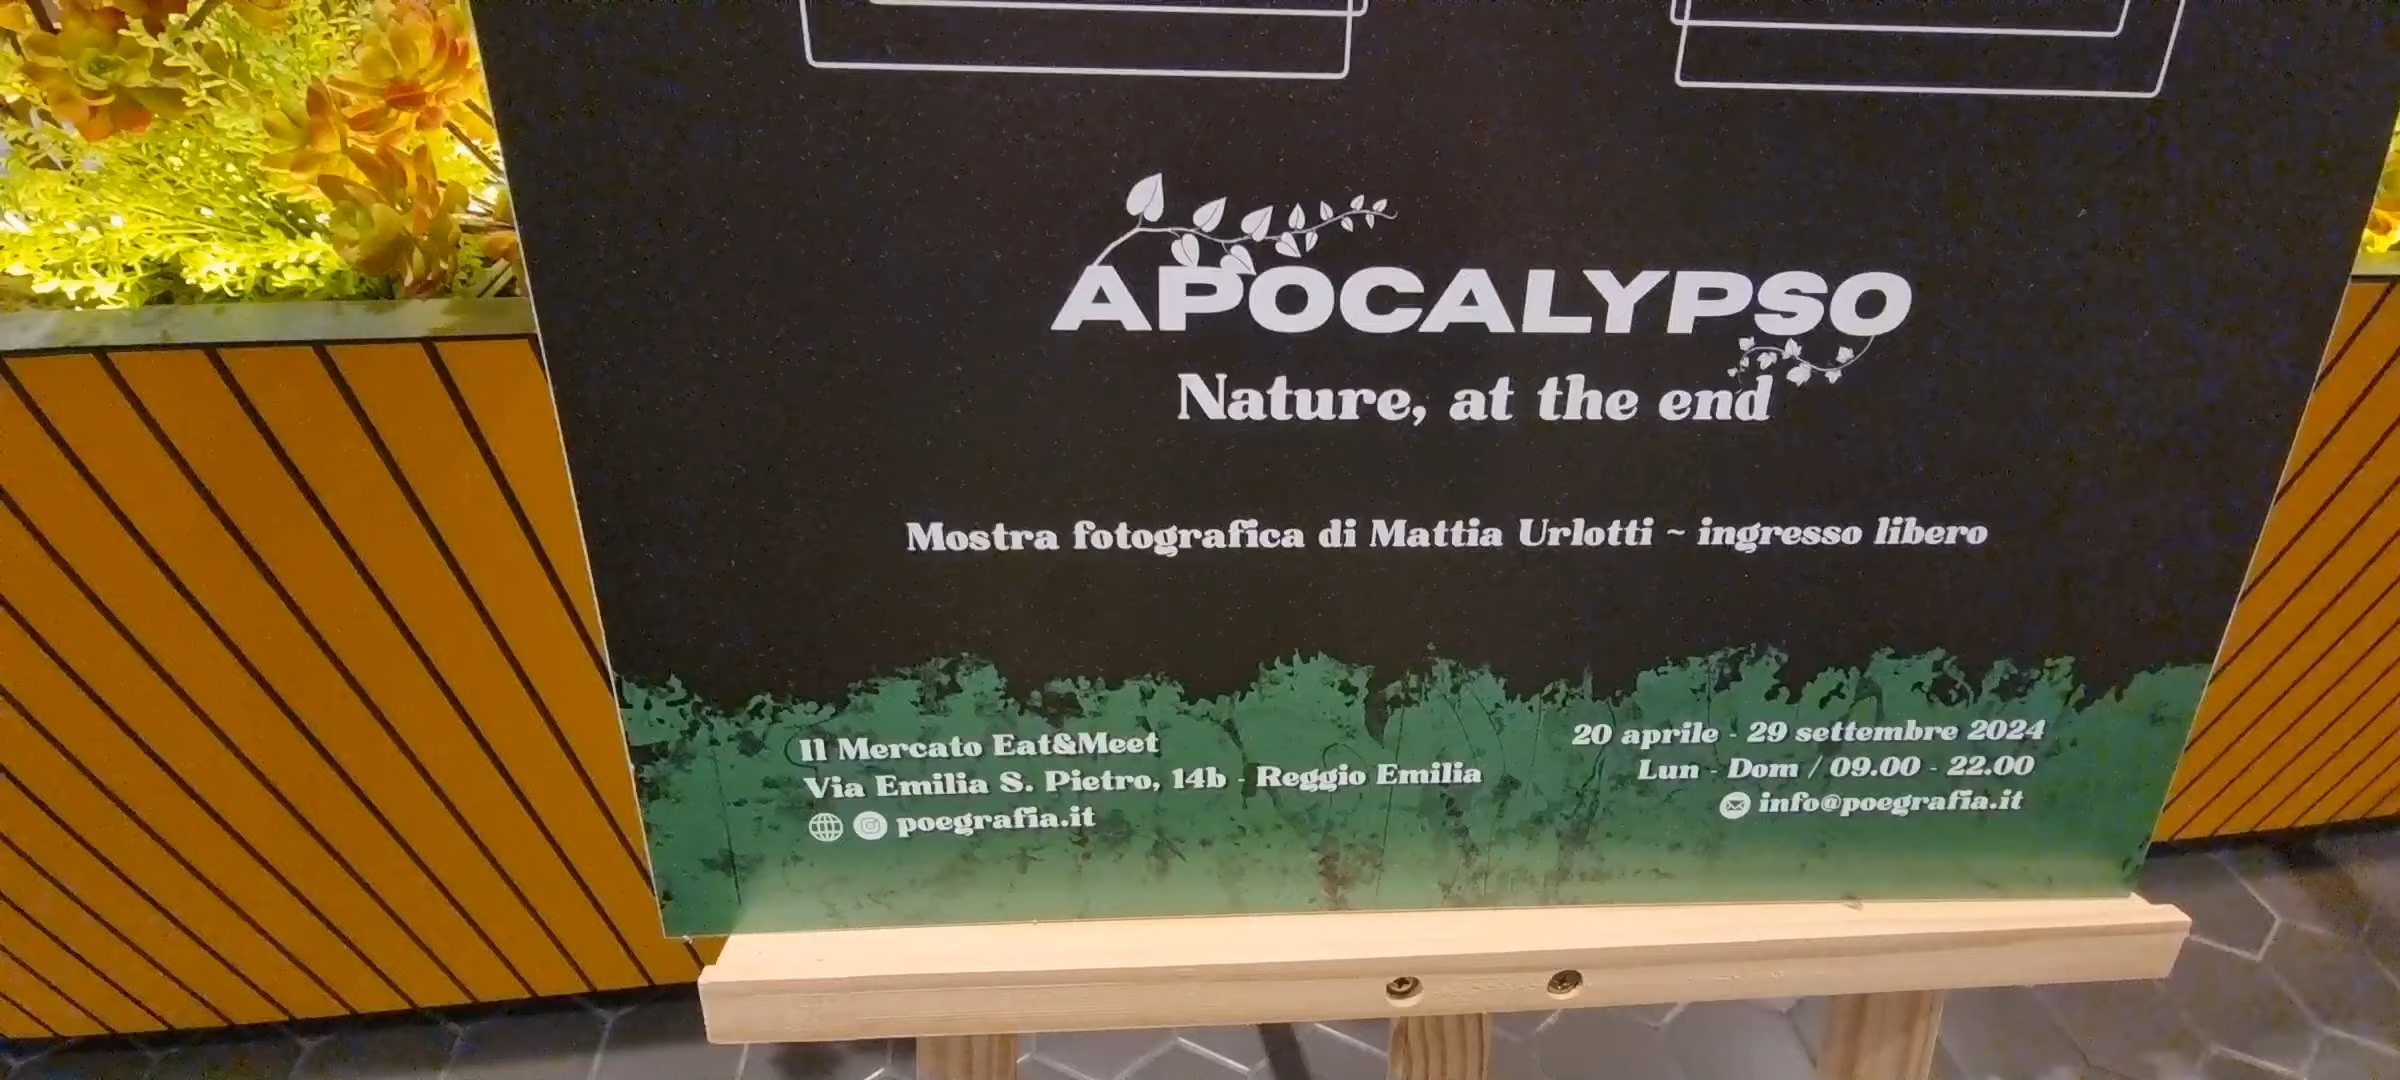 APOCALYPSO
Nature, at the end
Mostra fotografica di Mattia Urlotti ~ ingresso libero
Il Mercato Eat&Meet
Via Emilia S. Pietro, 14b - Reggio Emilia
poegrafia.it
20 aprile - 29 settembre 2024
Lun - Dom / 09.00 - 22.00
info@poegrafia.it